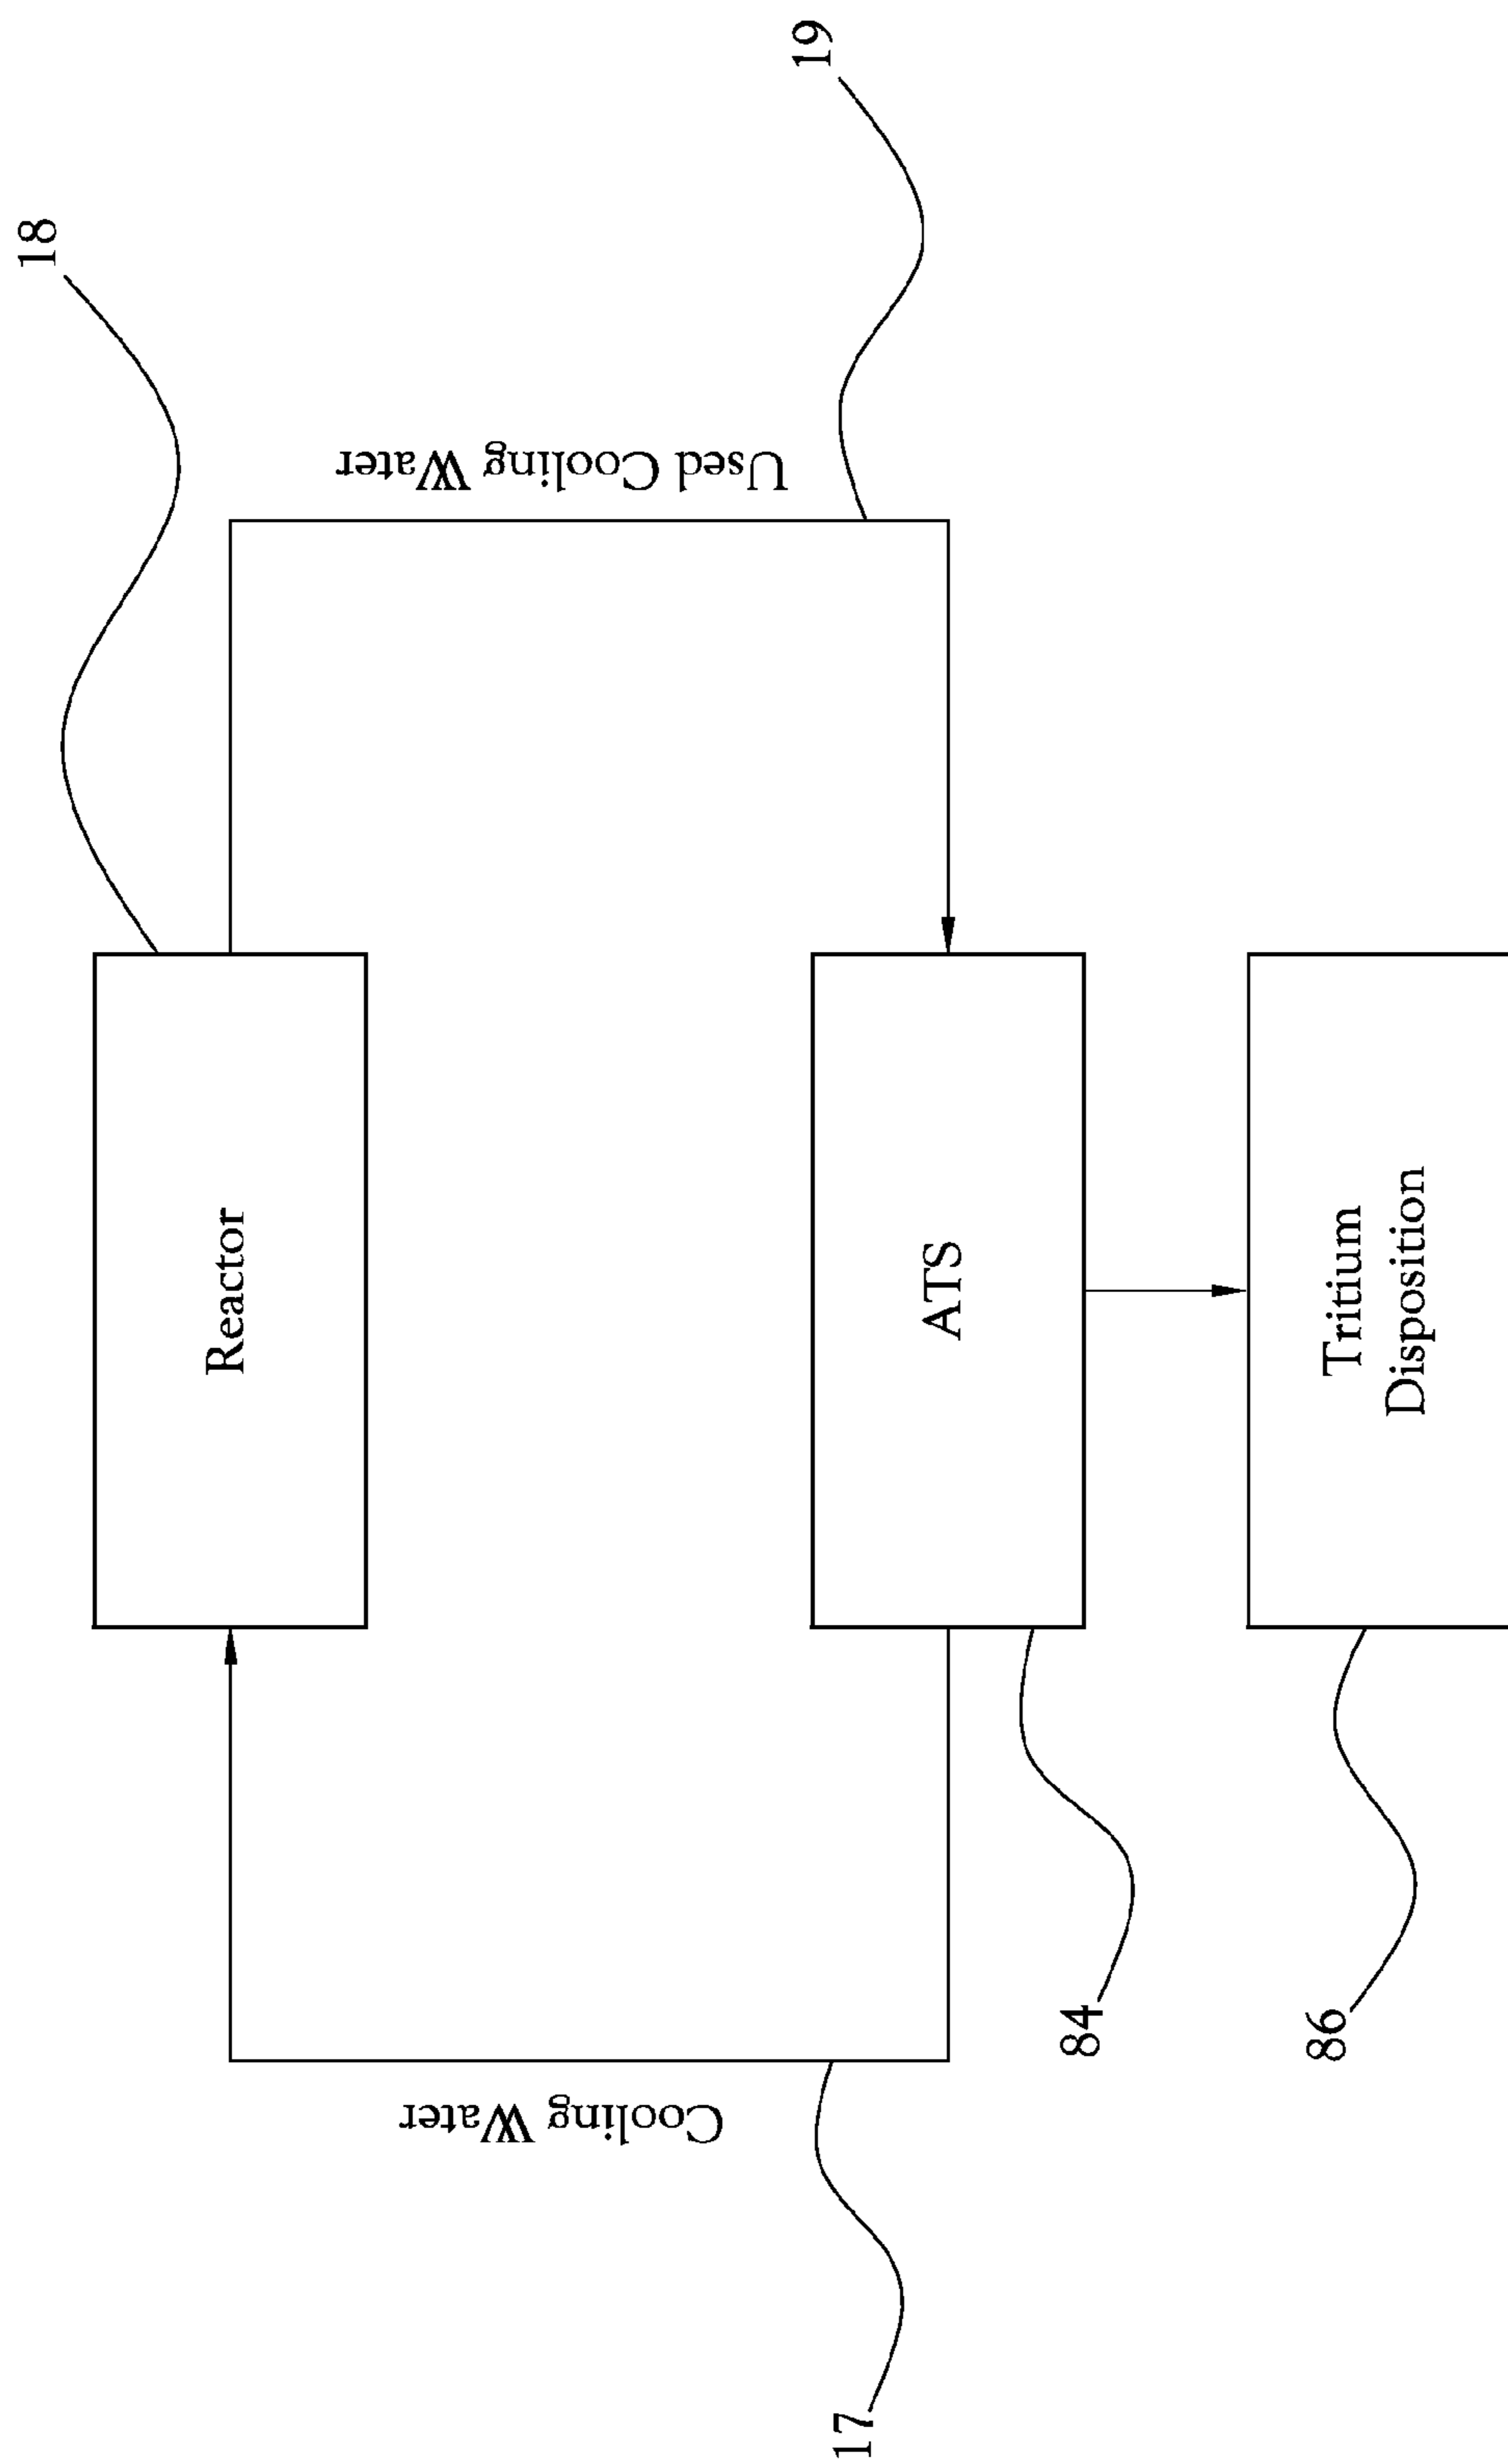 18
19
Used Cooling Water
Reactor
ATS
Tritium
Disposition
Cooling Water
84
86
17